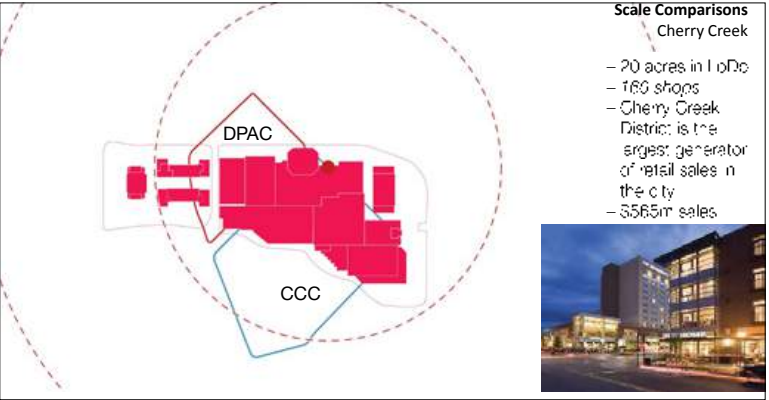 Scale Comparisons
Cherry Creek
– 20 acres in LoDo
– 160 shops
– Cherry Creek
District is the
largest generator
of retail sales in
the city
– $565m sales
DPAC
CCC